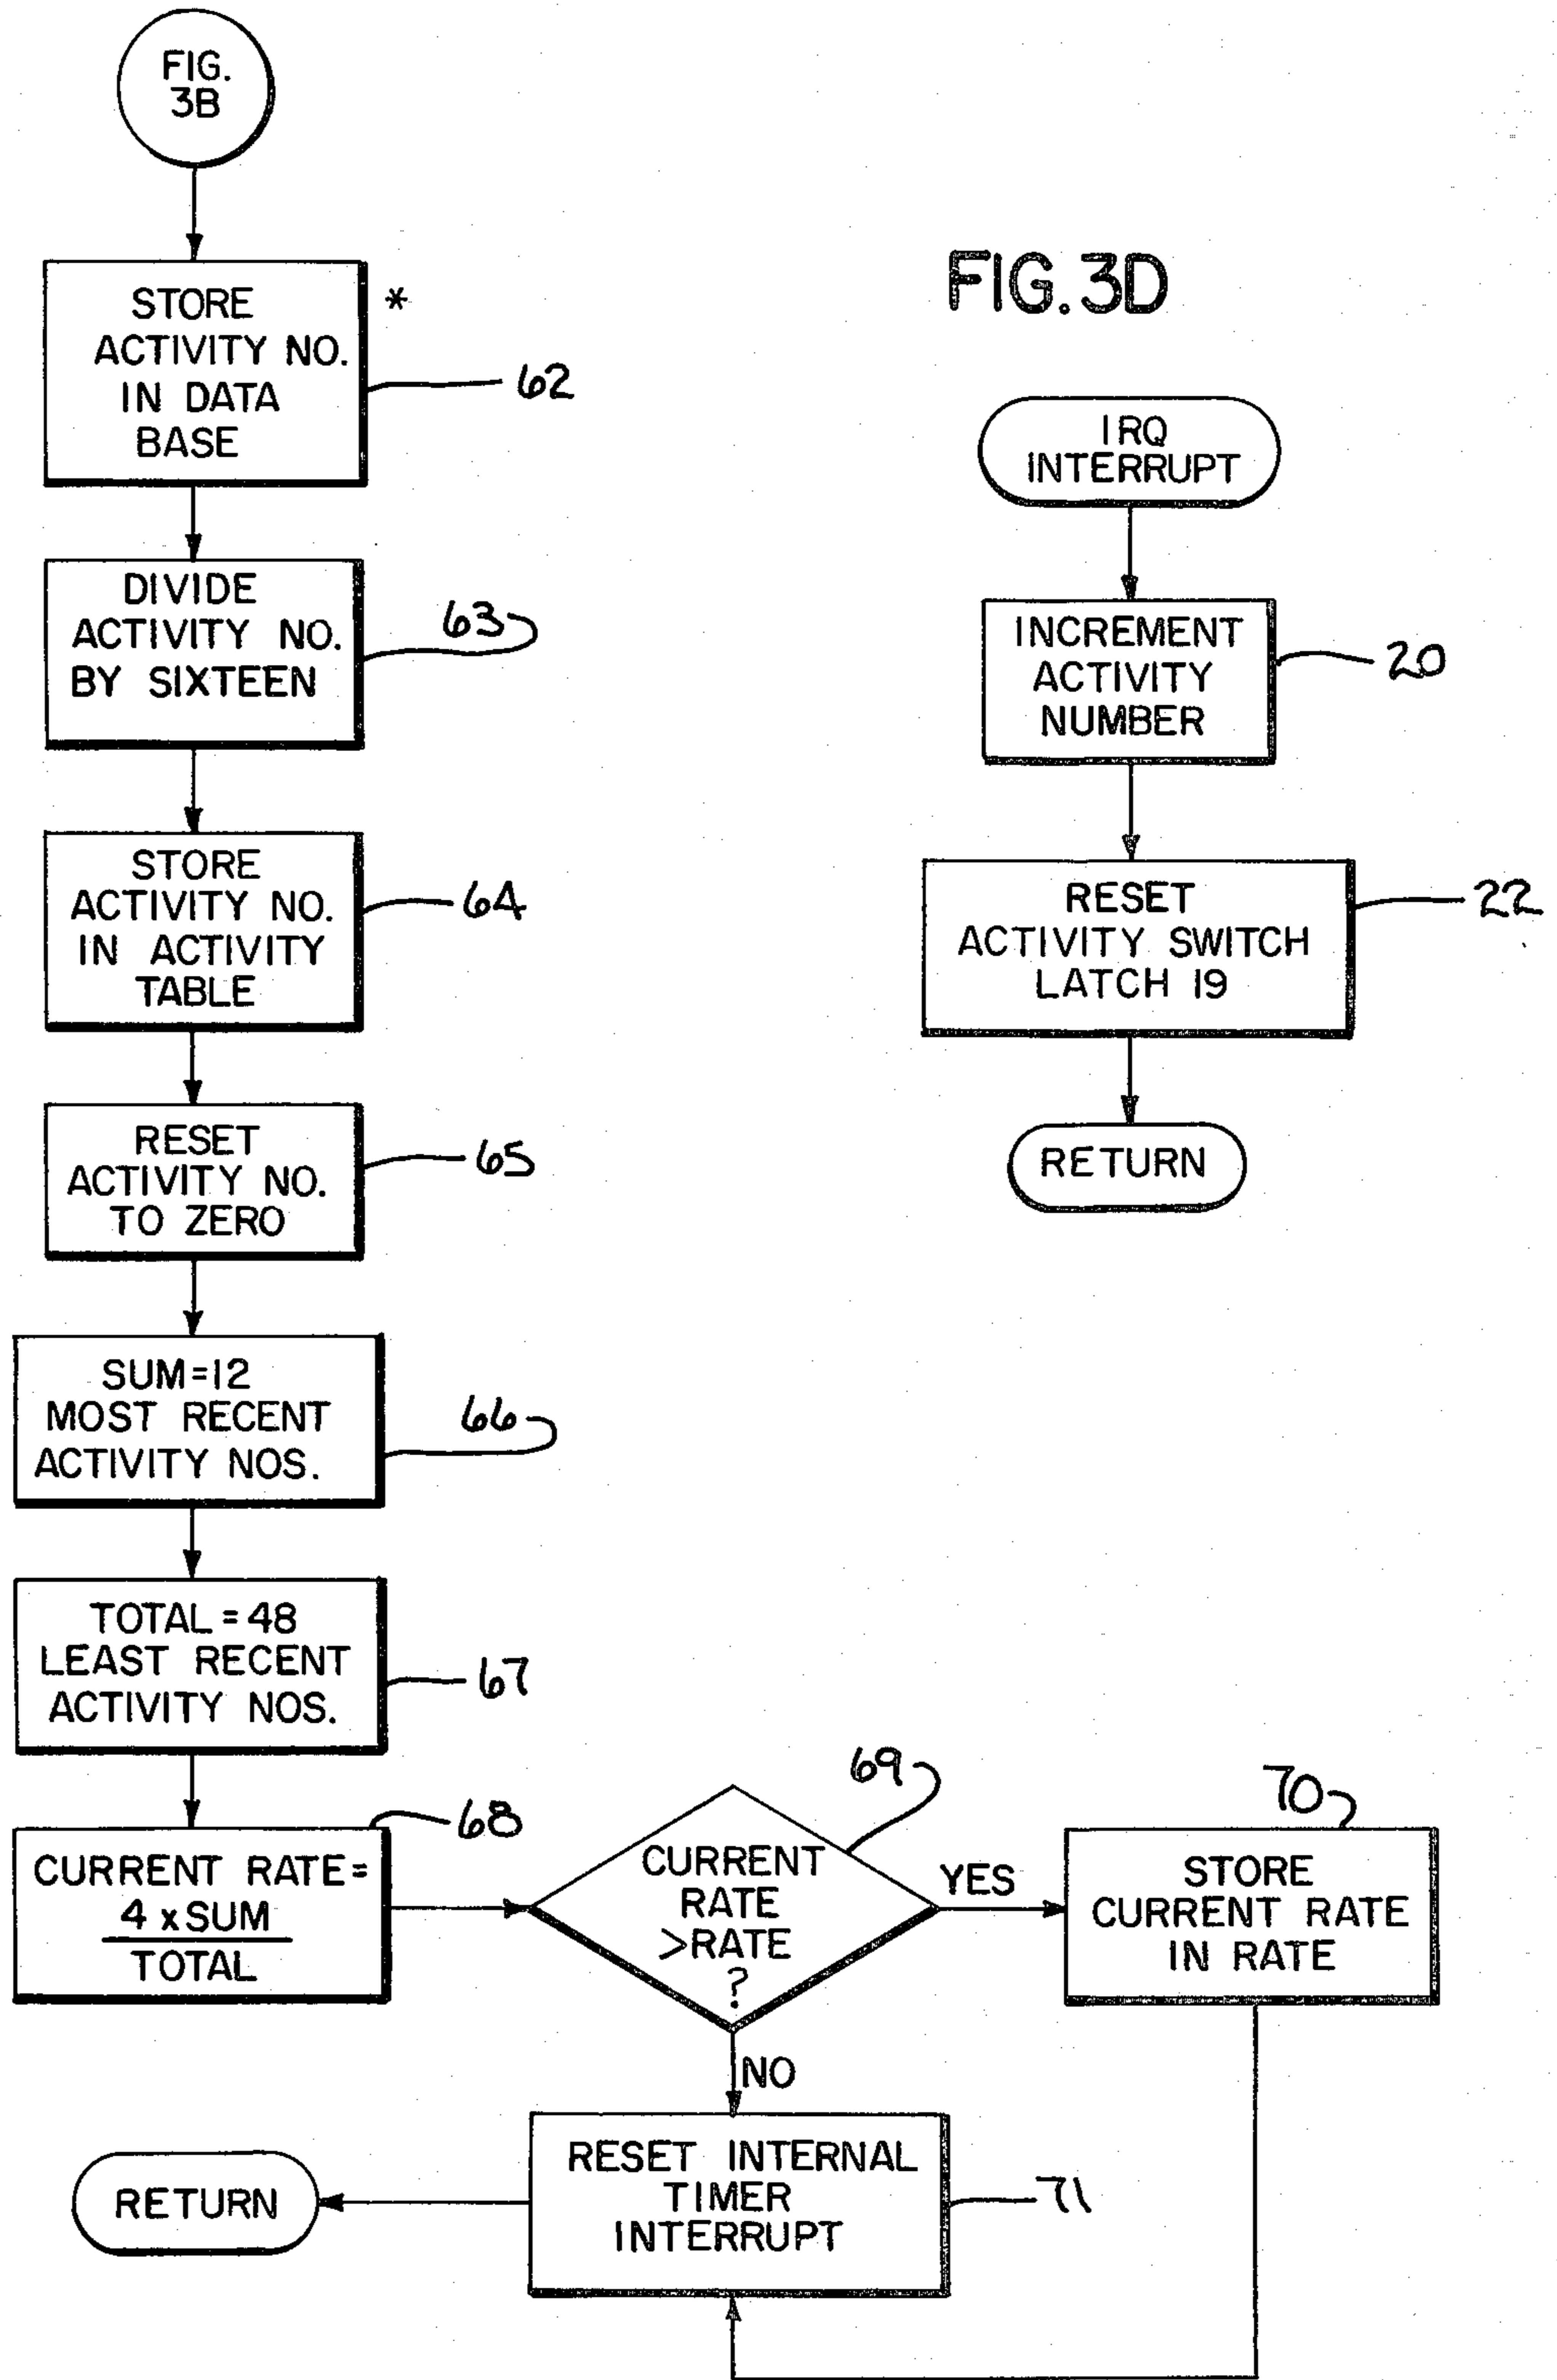 FIG.
3B
STORE
ACTIVITY NO.
IN DATA
BASE
*
62
DIVIDE
ACTIVITY NO.
BY SIXTEEN
63
STORE
ACTIVITY NO.
IN ACTIVITY
TABLE
64
RESET
ACTIVITY NO.
TO ZERO
65
SUM=12
MOST RECENT
ACTIVITY NOS.
66
TOTAL=48
LEAST RECENT
ACTIVITY NOS.
67
CURRENT RATE=
4 x SUM
TOTAL
68
CURRENT
RATE
>RATE
?
69
YES
STORE
CURRENT RATE
IN RATE
70
NO
RESET INTERNAL
TIMER
INTERRUPT
71
RETURN
FIG. 3D
IRQ
INTERRUPT
INCREMENT
ACTIVITY
NUMBER
20
RESET
ACTIVITY SWITCH
LATCH 19
22
RETURN